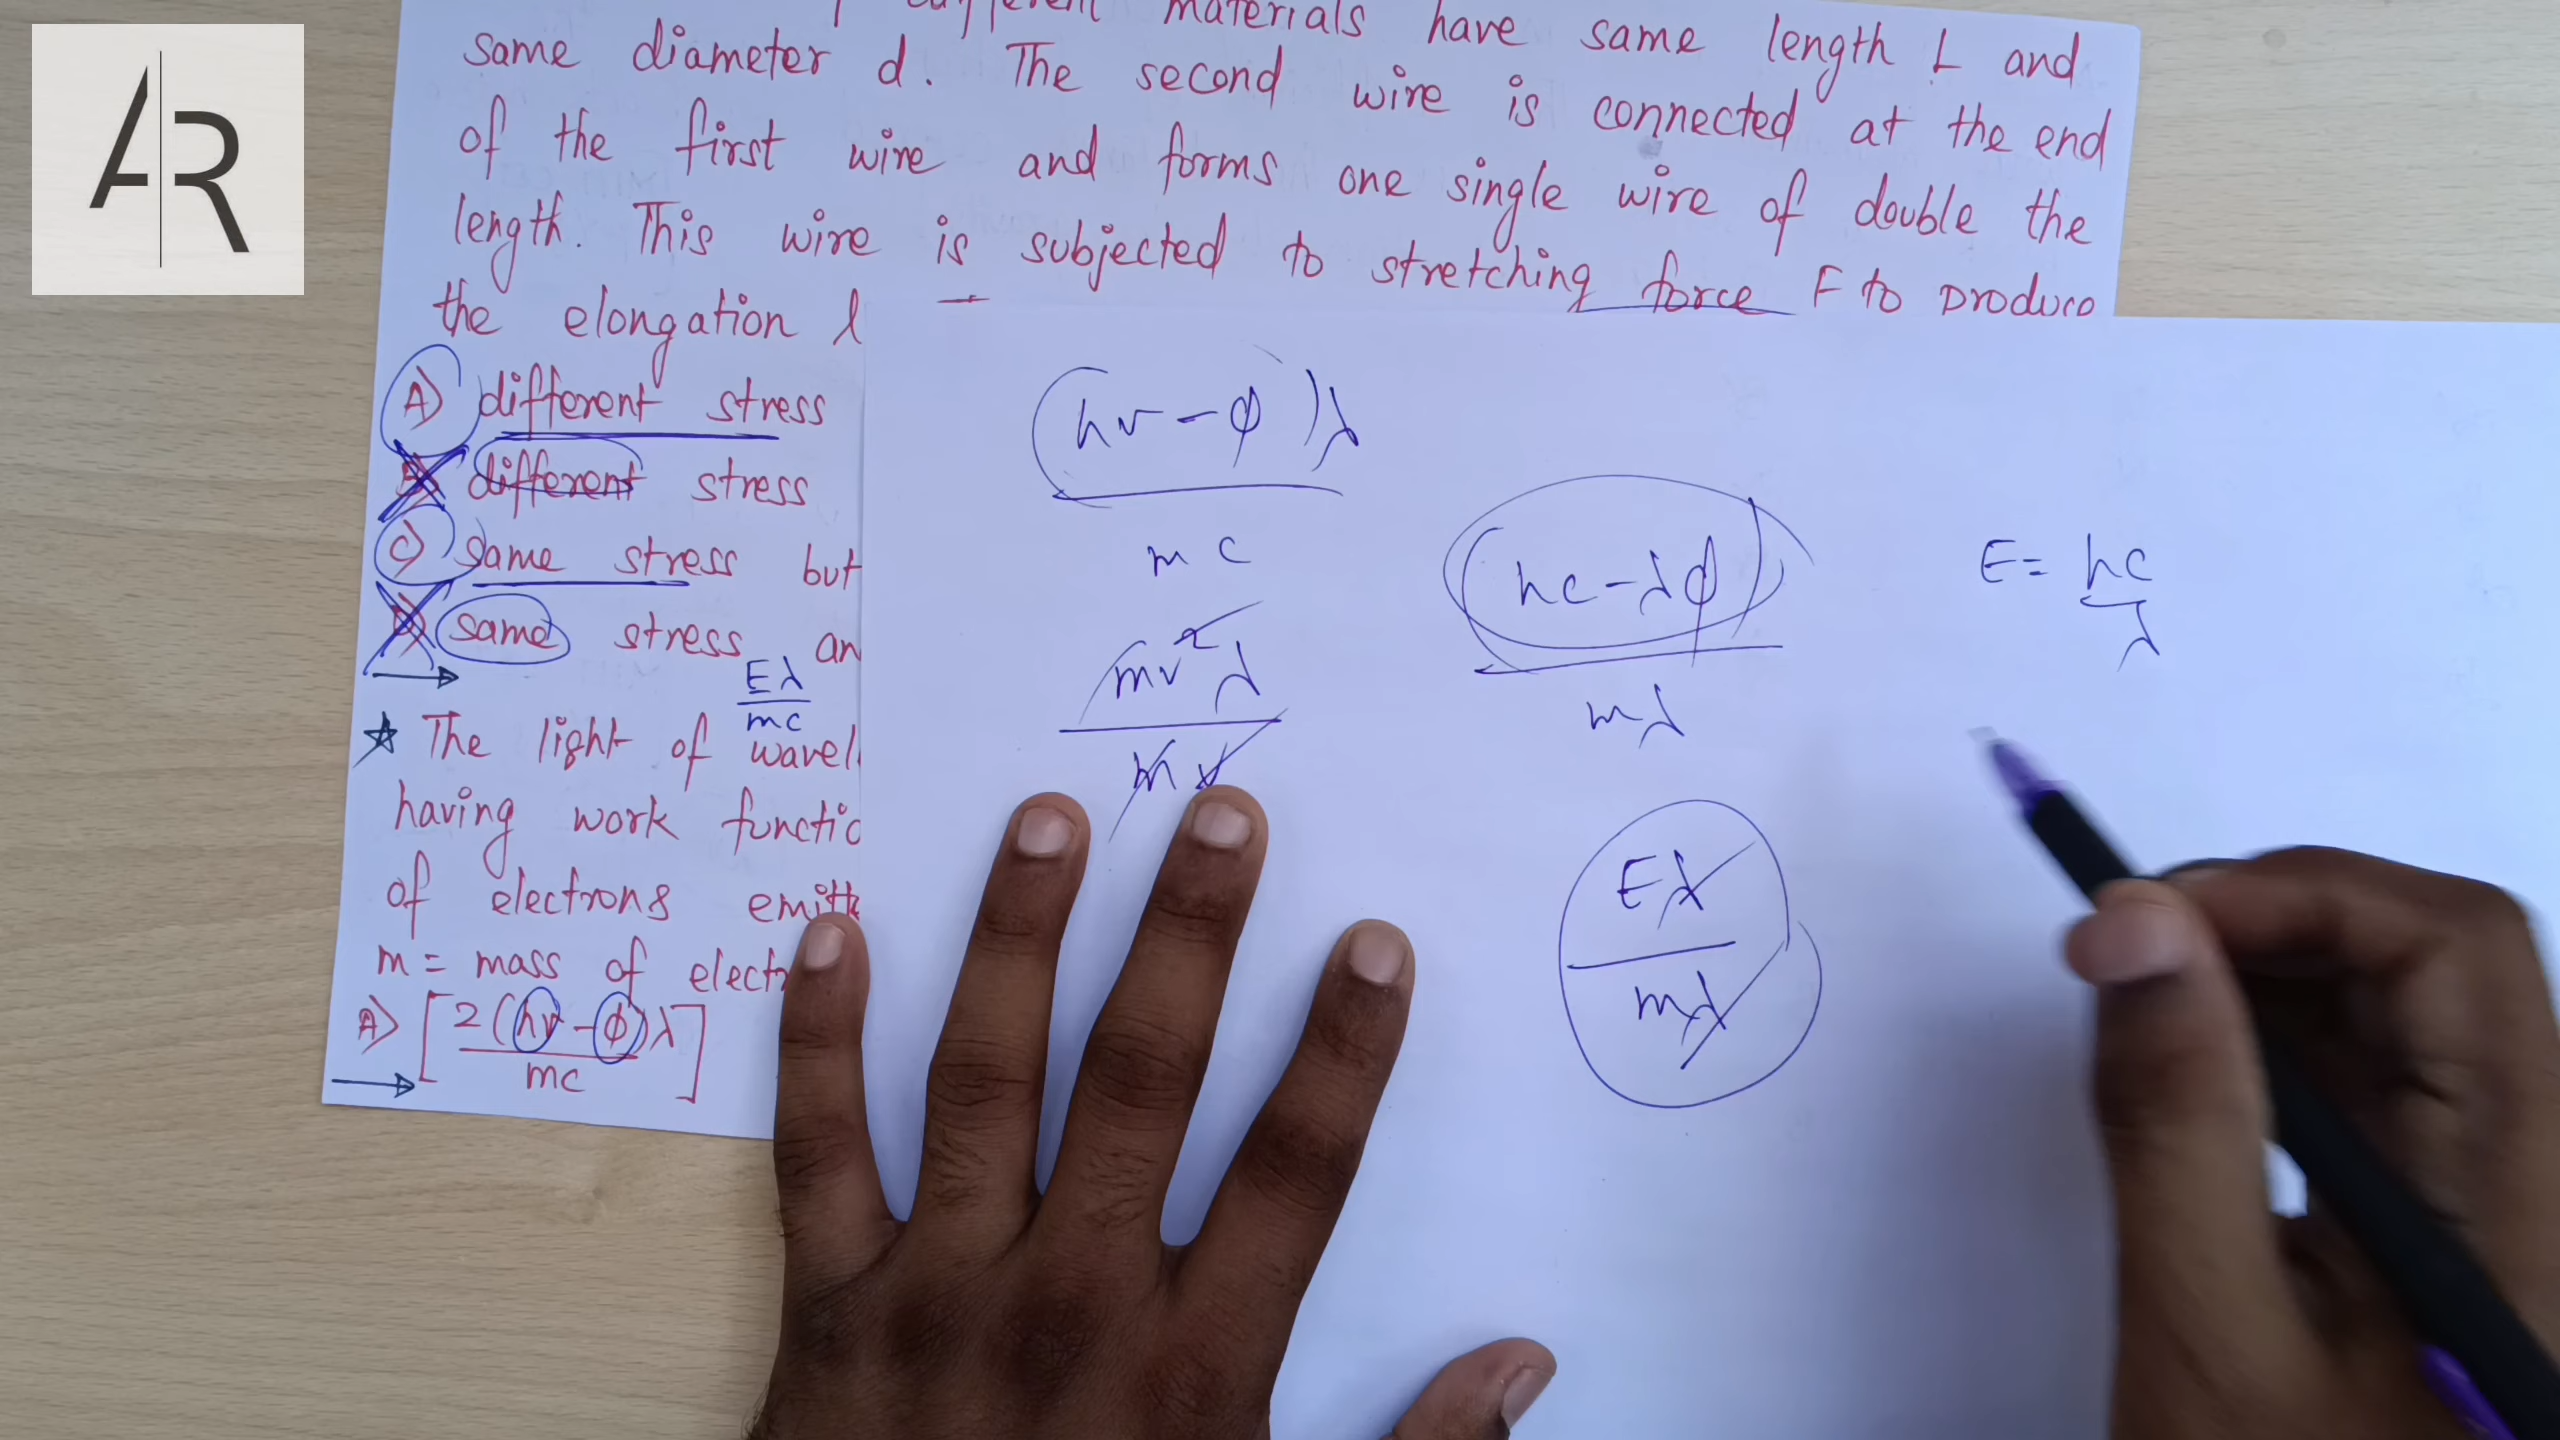 AR
different materials have same length L and
same diameter d. The second wire is connected at the end
of the first wire and forms one single wire of double the
length. This wire is subjected to stretching force F to produce
the elongation l
A) different stress
different stress
C) same stress but
same stress an
Eλ
mc
The light of wavel
having work functio
of electrons emitt
m = mass of electr
A) [2(hν - ϕ)λ]
mc
(hν - ϕ)λ
mc
mv²λ
mv
(hc - λϕ)
mλ
E = hc
λ
Eλ
mλ